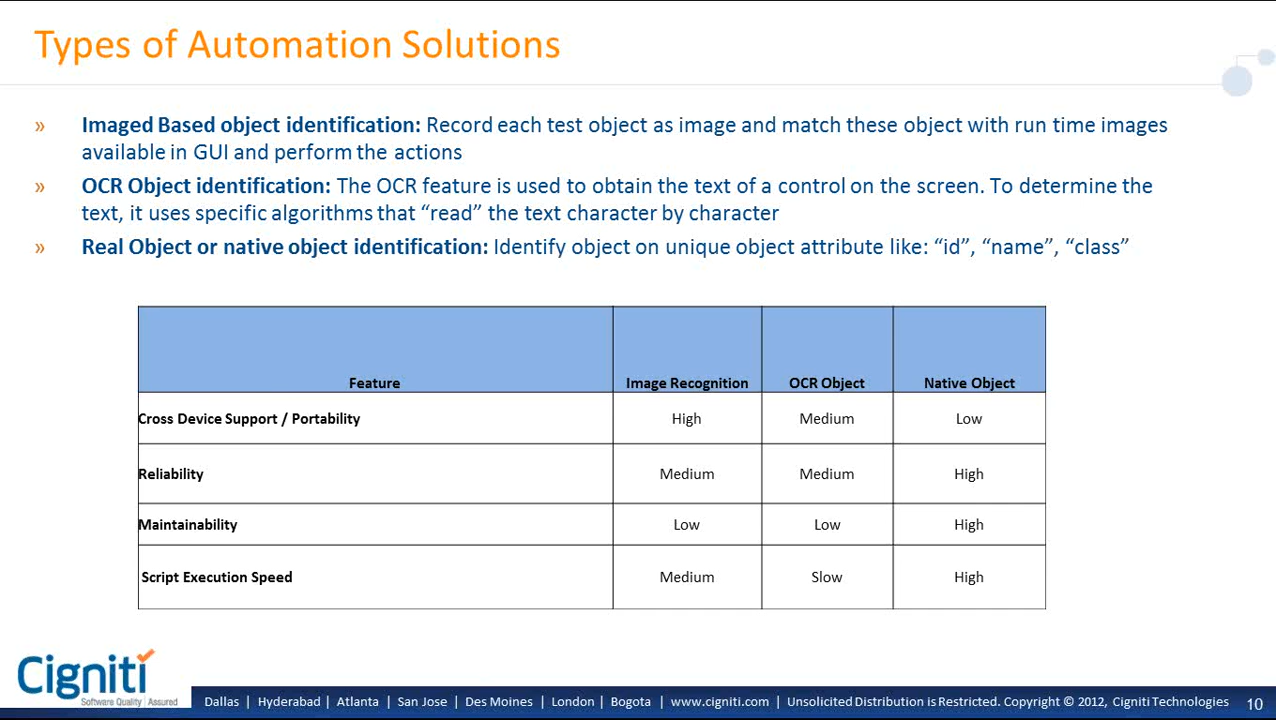 Types of Automation Solutions
» Imaged Based object identification: Record each test object as image and match these object with run time images
available in GUI and perform the actions
» OCR Object identification: The OCR feature is used to obtain the text of a control on the screen. To determine the
text, it uses specific algorithms that “read” the text character by character
» Real Object or native object identification: Identify object on unique object attribute like: “id”, “name”, “class”
Feature Image Recognition OCR Object Native Object
Cross Device Support / Portability High Medium Low
Reliability Medium Medium High
Maintainability Low Low High
Script Execution Speed Medium Slow High
Cigniti
Software Quality | Assured
Dallas | Hyderabad | Atlanta | San Jose | Des Moines | London | Bogota | www.cigniti.com | Unsolicited Distribution is Restricted. Copyright © 2012, Cigniti Technologies 10